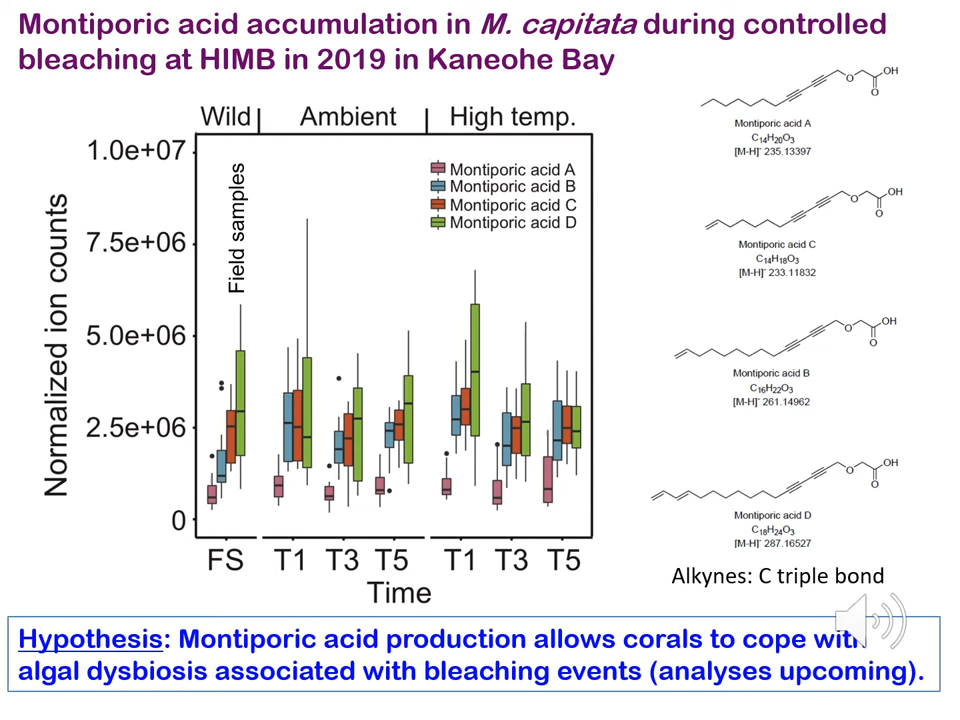 Montiporic acid accumulation in M. capitata during controlled
bleaching at HIMB in 2019 in Kaneohe Bay
Wild
Ambient
High temp.
Normalized ion counts
1.0e+07
7.5e+06
5.0e+06
2.5e+06
0
Field samples
Montiporic acid A
Montiporic acid B
Montiporic acid C
Montiporic acid D
FS
T1
T3
T5
T1
T3
T5
Time
O
OH
O
Montiporic acid A
C₁₄H₂₀O₃
[M-H]⁻ 235.13397
O
OH
O
Montiporic acid C
C₁₄H₁₈O₃
[M-H]⁻ 233.11832
O
OH
O
Montiporic acid B
C₁₆H₂₂O₃
[M-H]⁻ 261.14962
O
OH
O
Montiporic acid D
C₁₈H₂₄O₃
[M-H]⁻ 287.16527
Alkynes: C triple bond
Hypothesis: Montiporic acid production allows corals to cope with
algal dysbiosis associated with bleaching events (analyses upcoming).